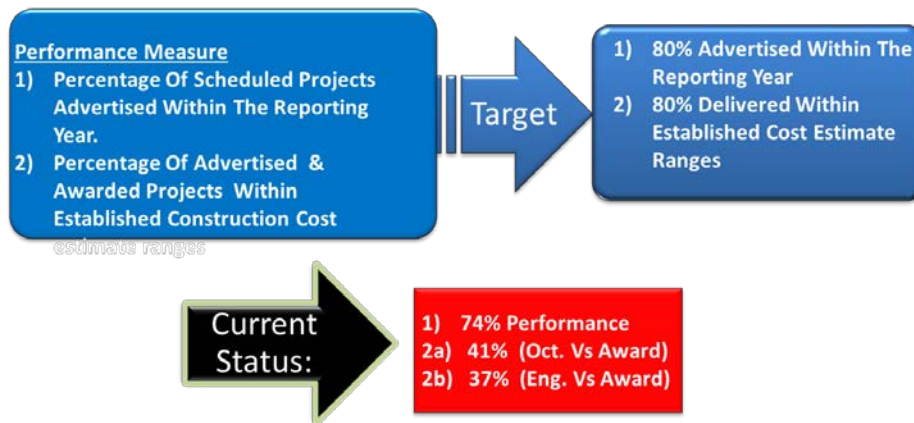 Performance Measure
1) Percentage Of Scheduled Projects
Advertised Within The Reporting
Year.
2) Percentage Of Advertised &
Awarded Projects Within
Established Construction Cost
estimate ranges
Target
1) 80% Advertised Within The
Reporting Year
2) 80% Delivered Within
Established Cost Estimate
Ranges
Current
Status:
1) 74% Performance
2a) 41% (Oct. Vs Award)
2b) 37% (Eng. Vs Award)